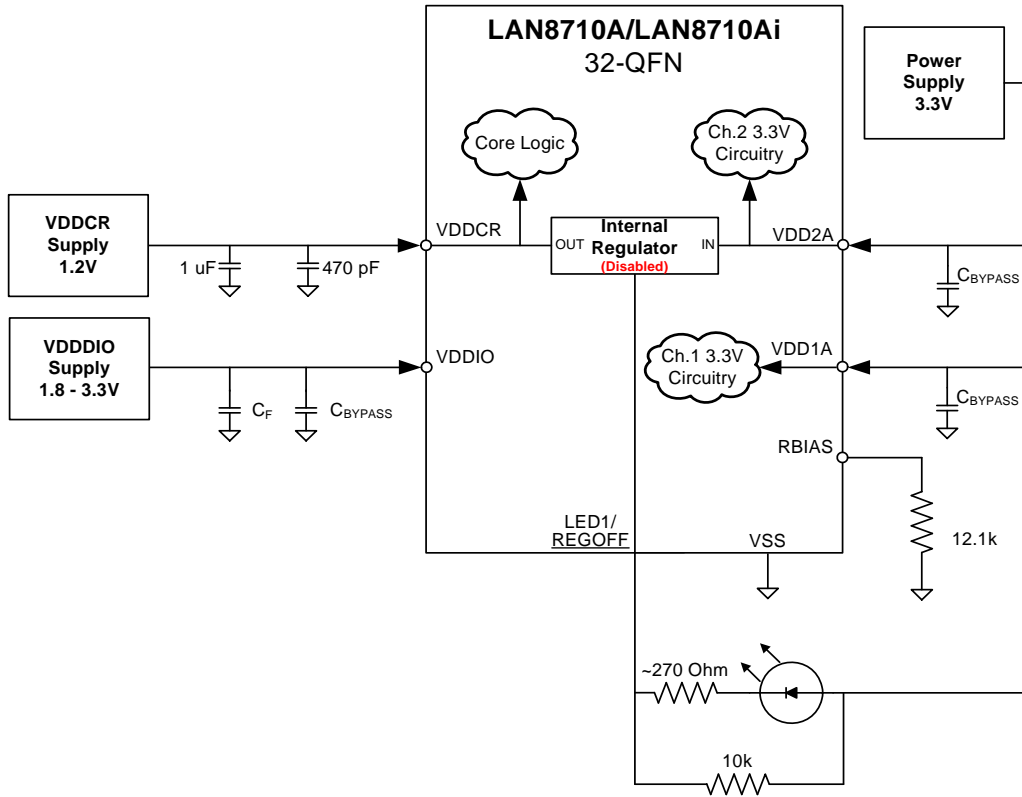 LAN8710A/LAN8710Ai
32-QFN
Power
Supply
3.3V
Core Logic
Ch.2 3.3V
Circuitry
VDDCR
Supply
1.2V
VDDCR
OUT
Internal
Regulator
(Disabled)
IN
VDD2A
1 uF
470 pF
CBYPASS
VDDDIO
Supply
1.8 - 3.3V
VDDIO
Ch.1 3.3V
Circuitry
VDD1A
CF
CBYPASS
CBYPASS
RBIAS
12.1k
LED1/
REGOFF
VSS
~270 Ohm
10k